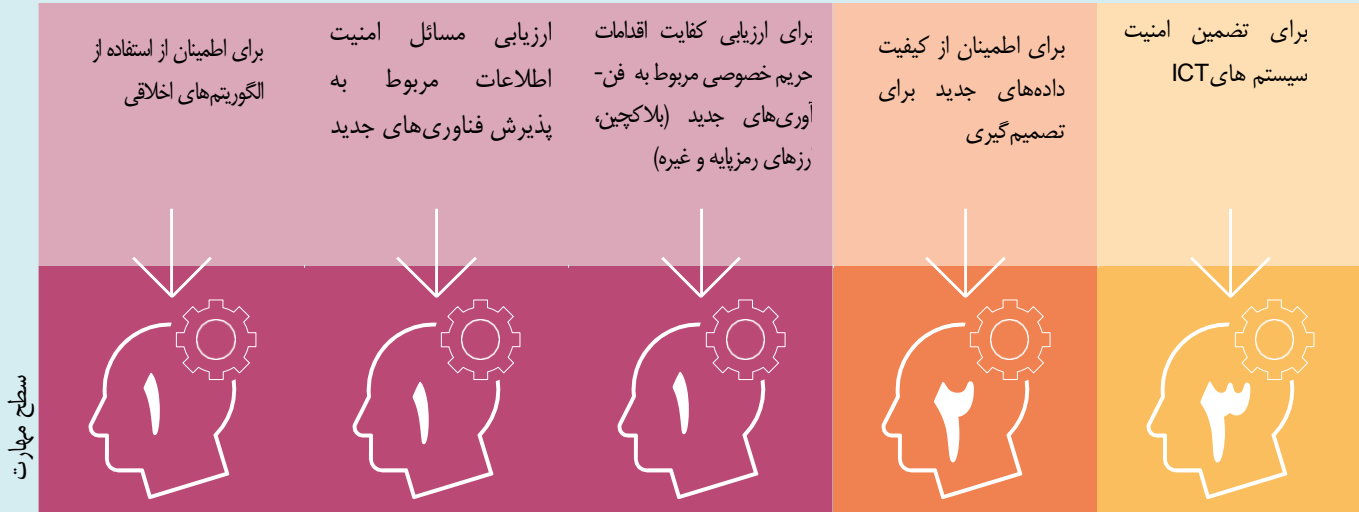 برای تضمین امنیت
سیستم های ICT
برای اطمینان از کیفیت
داده‌های جدید برای
تصمیم‌گیری
برای ارزیابی کفایت اقدامات
حریم خصوصی مربوط به فن-
آوری‌های جدید (بلاکچین،
رزهای رمزپایه و غیره)
ارزیابی مسائل امنیت
اطلاعات مربوط به
پذیرش فناوری‌های جدید
برای اطمینان از استفاده از
الگوریتم‌های اخلاقی
۳
۲
۱
۱
۱
سطح مهارت